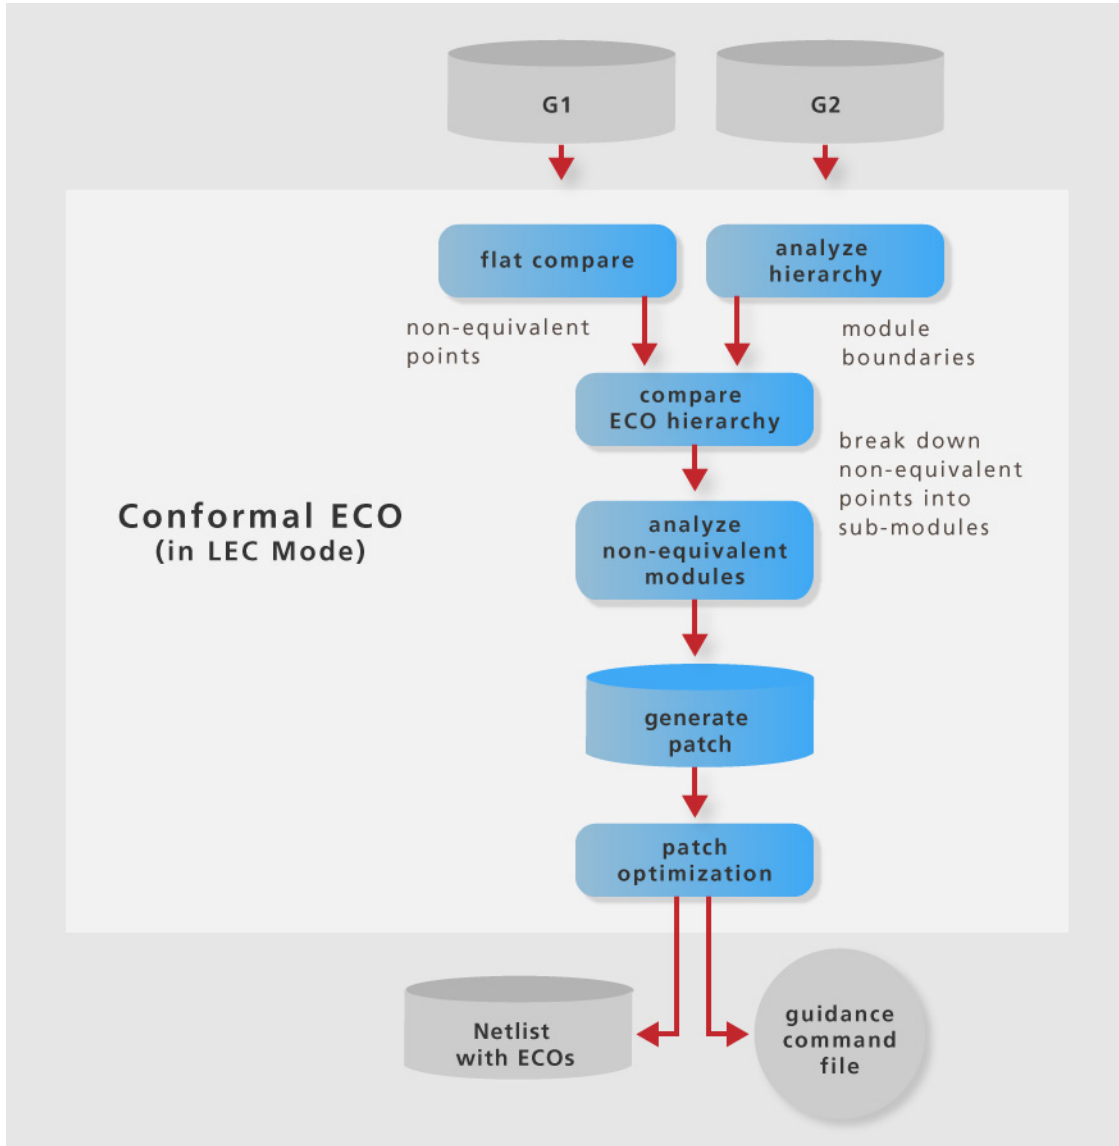 G1
G2
flat compare
analyze
hierarchy
non-equivalent
points
module
boundaries
compare
ECO hierarchy
break down
non-equivalent
points into
sub-modules
Conformal ECO
(in LEC Mode)
analyze
non-equivalent
modules
generate
patch
patch
optimization
Netlist
with ECOs
guidance
command
file